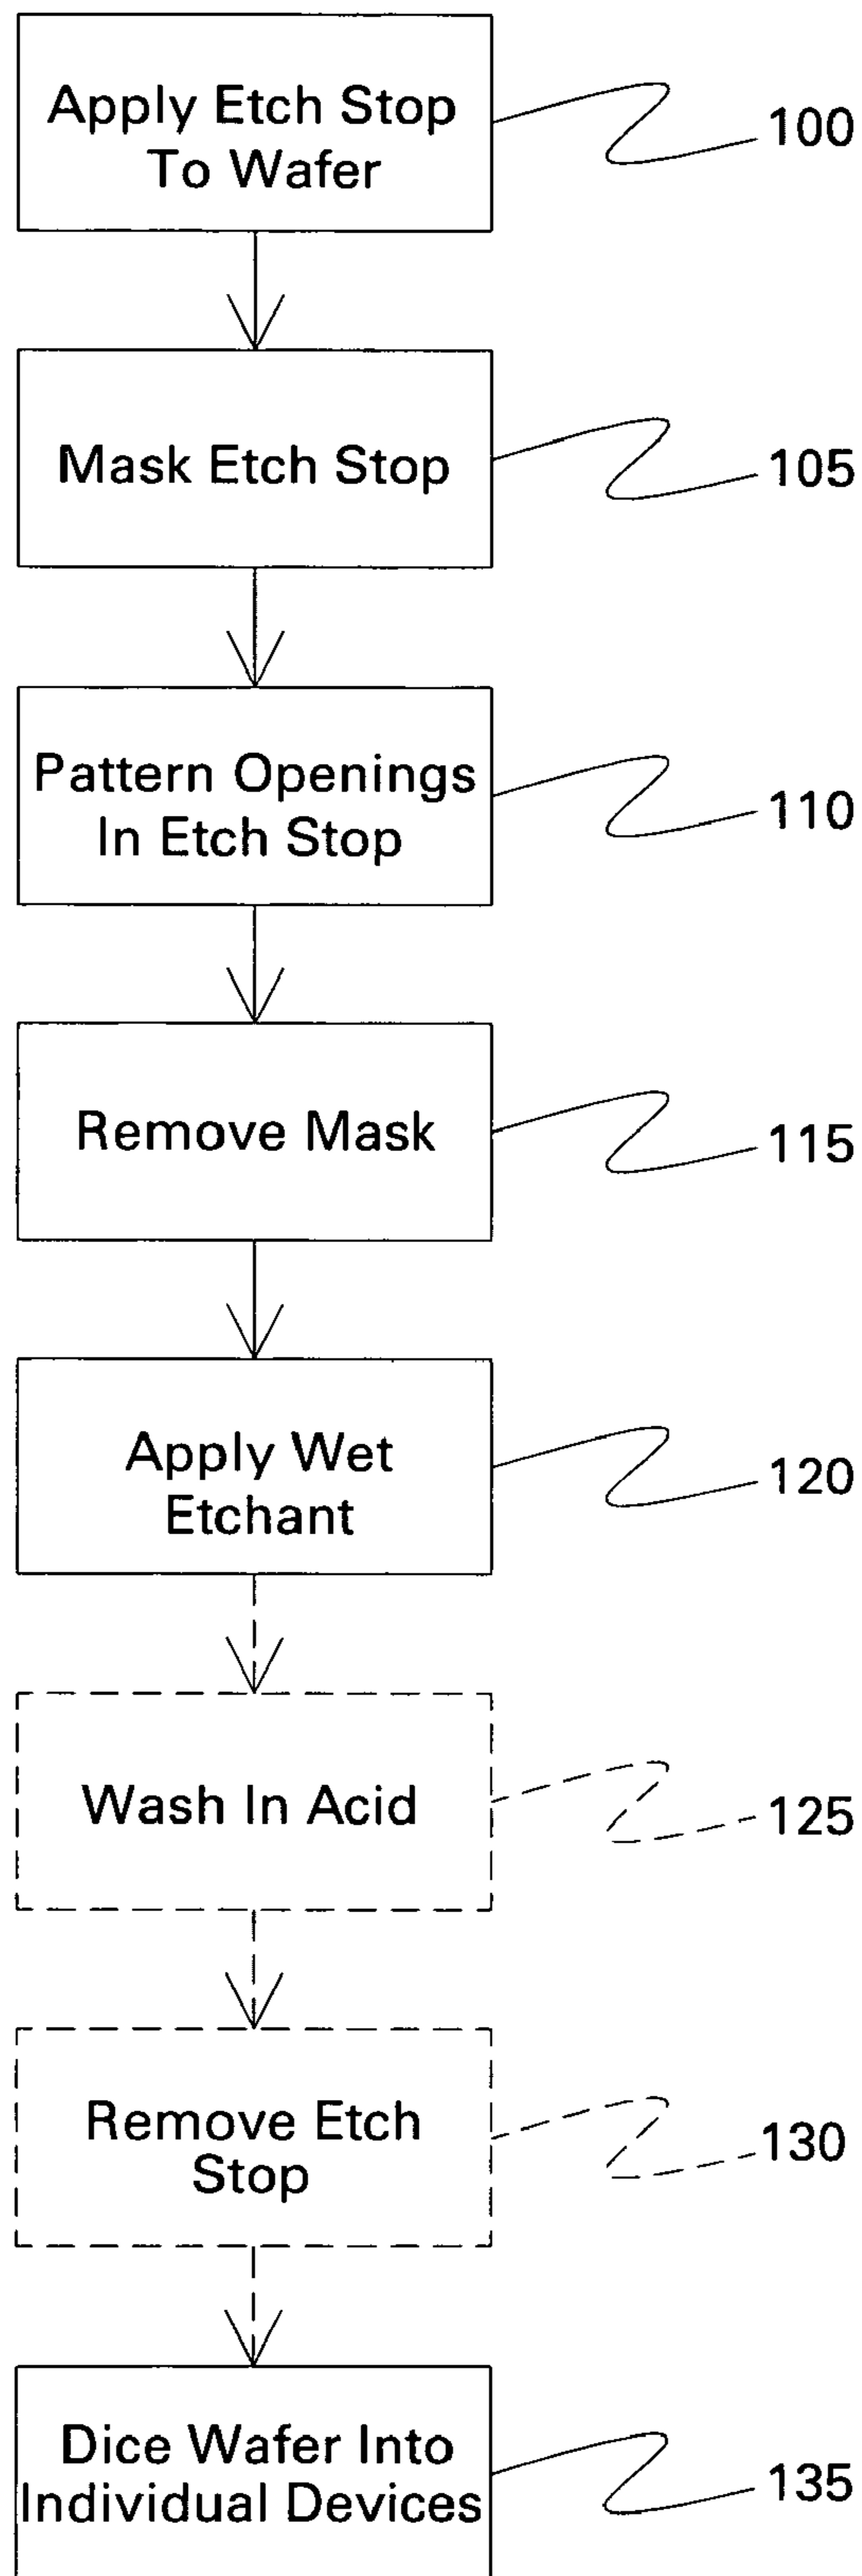 Apply Etch Stop
To Wafer
100
Mask Etch Stop
105
Pattern Openings
In Etch Stop
110
Remove Mask
115
Apply Wet
Etchant
120
Wash In Acid
125
Remove Etch
Stop
130
Dice Wafer Into
Individual Devices
135